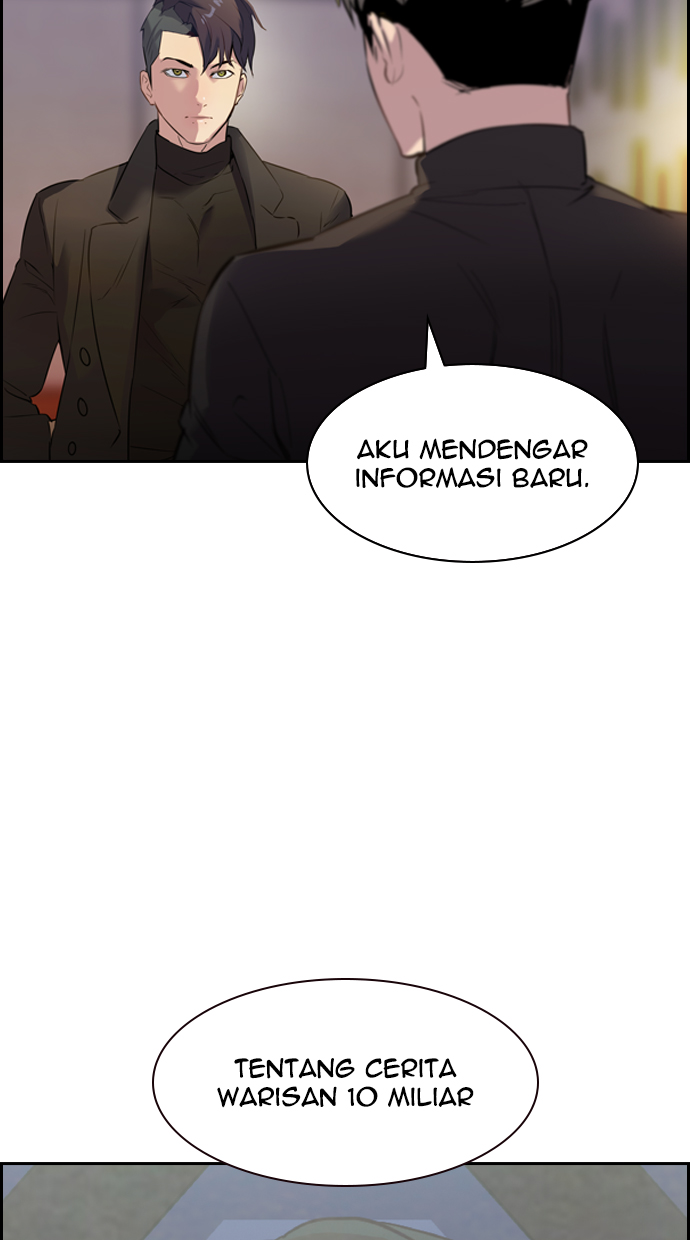 AKU MENDENGAR
INFORMASI BARU.
TENTANG CERITA
WARISAN 10 MILIAR